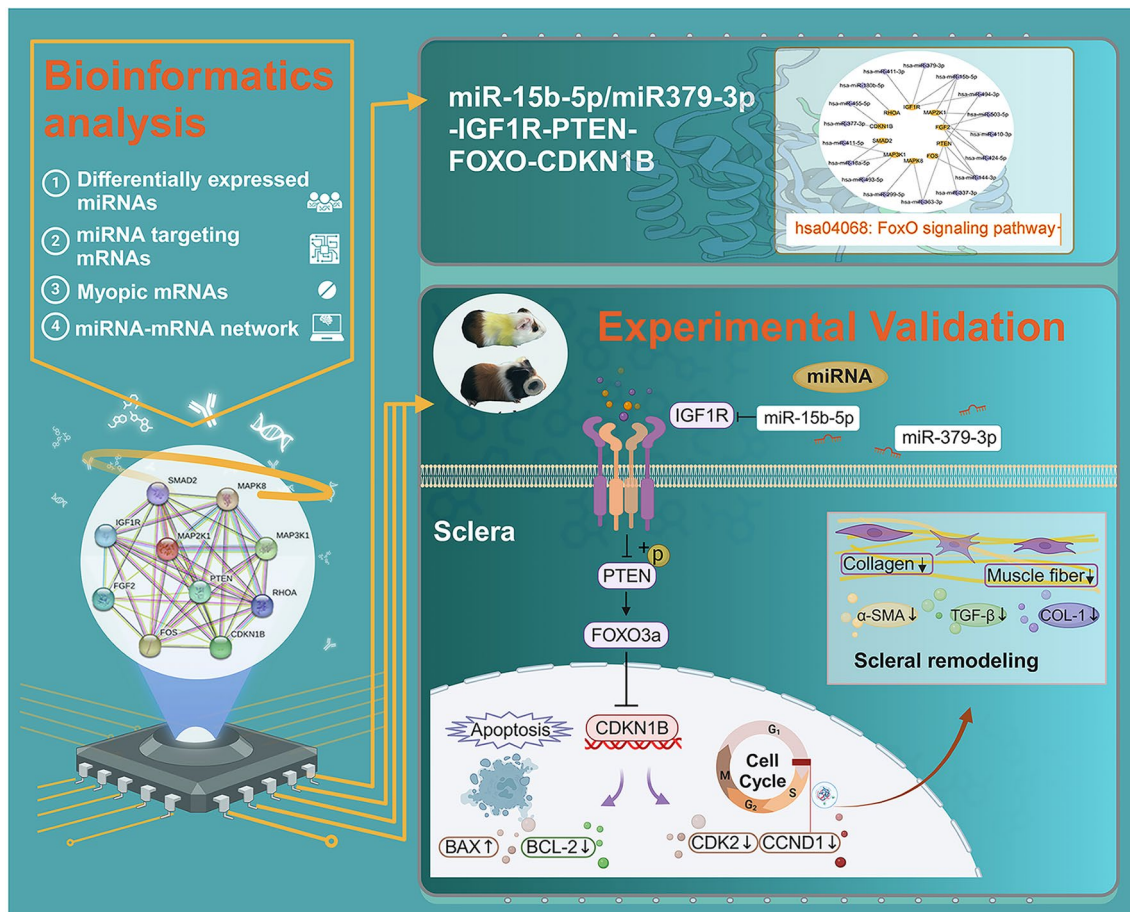 Bioinformatics
analysis
1 Differentially expressed
miRNAs
2 miRNA targeting
mRNAs
3 Myopic mRNAs
4 miRNA-mRNA network
SMAD2
MAPK8
IGF1R
MAP2K1
MAP3K1
FGF2
PTEN
RHOA
FOS
CDKN1B
miR-15b-5p/miR379-3p
-IGF1R-PTEN-
FOXO-CDKN1B
IGF1R
RHOA
MAP2K1
CDKN1B
FGF2
SMAD2
PTEN
MAP3K1
FOS
MAPK8
hsa04068: FoxO signaling pathway
Experimental Validation
miRNA
IGF1R
miR-15b-5p
miR-379-3p
Sclera
+p
PTEN
FOXO3a
Collagen↓
Muscle fiber↓
α-SMA↓
TGF-β↓
COL-1↓
Scleral remodeling
Apoptosis
CDKN1B
G₁
Cell
Cycle
M
S
G₂
BAX↑
BCL-2↓
CDK2↓
CCND1↓